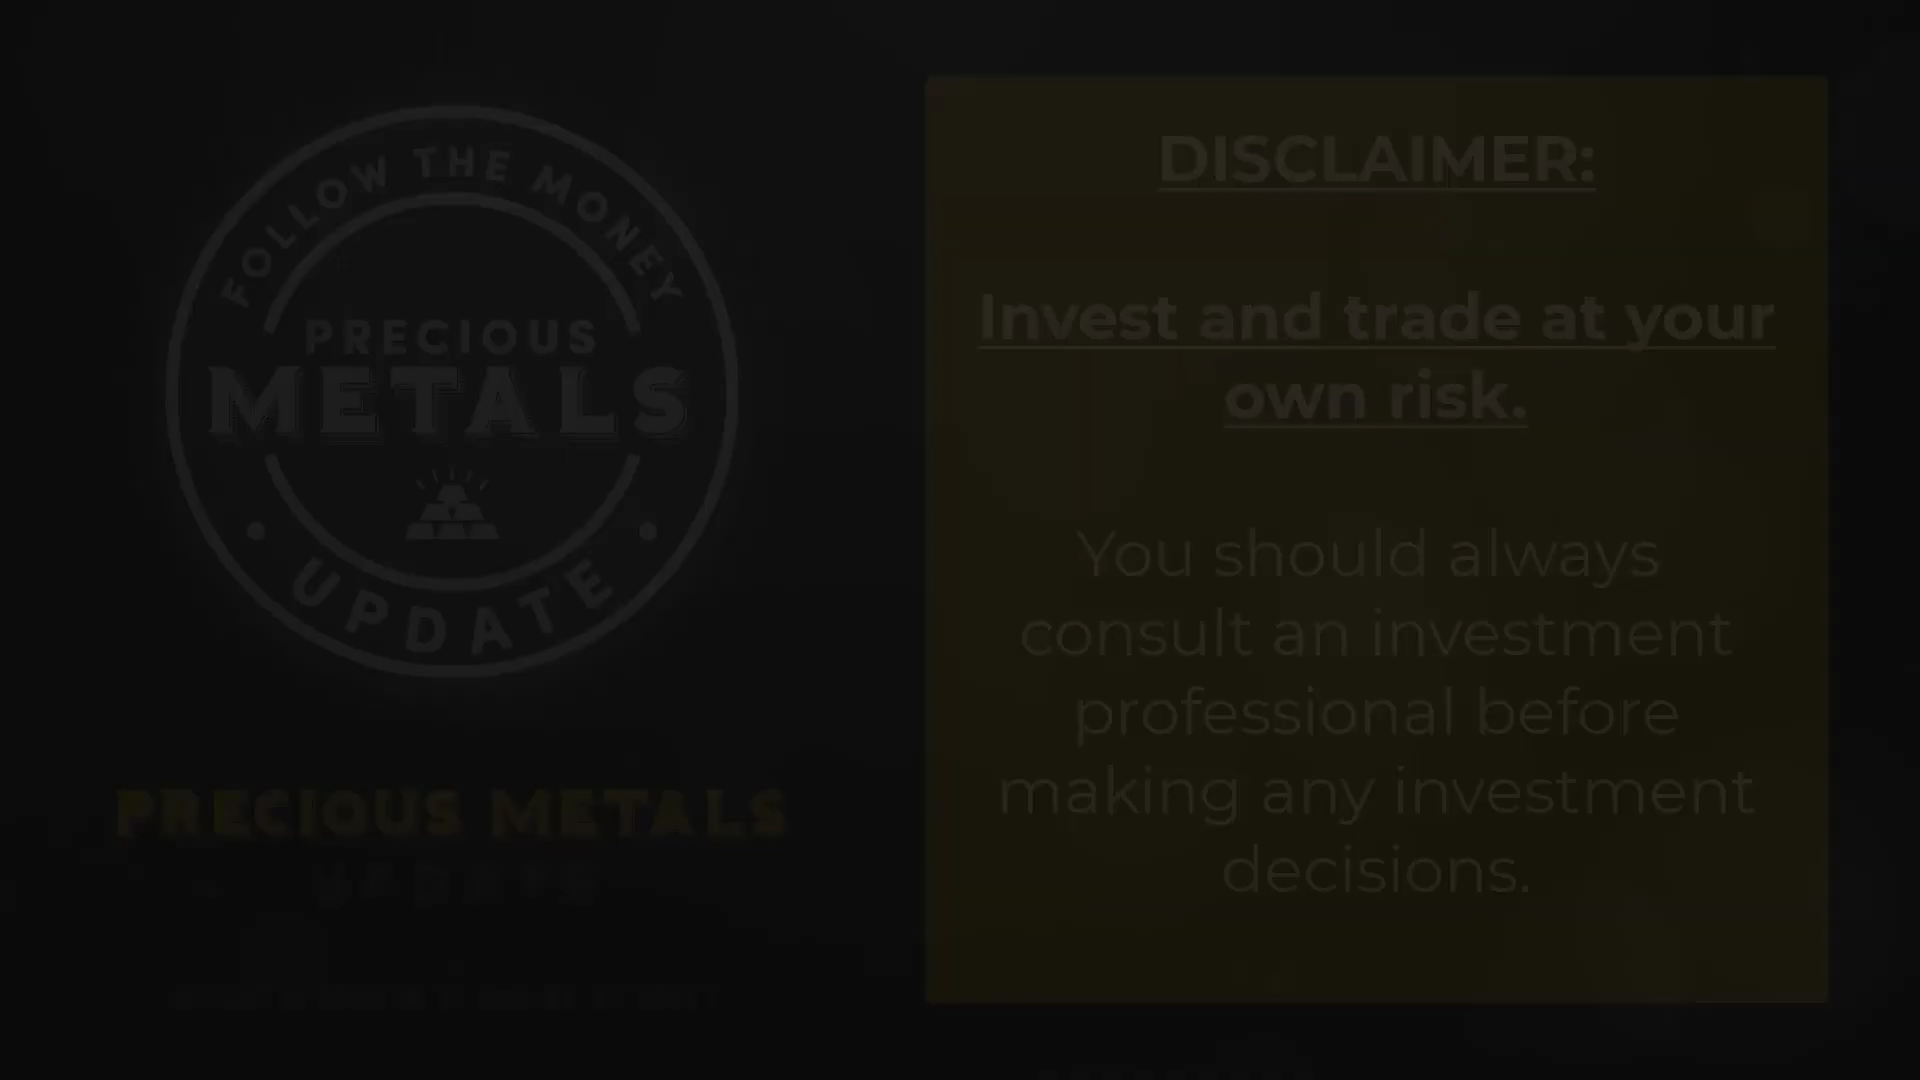 FOLLOW THE MONEY
PRECIOUS
METALS
UPDATE
PRECIOUS METALS
UPDATE
DISCLAIMER:
Invest and trade at your
own risk.
You should always
consult an investment
professional before
making any investment
decisions.